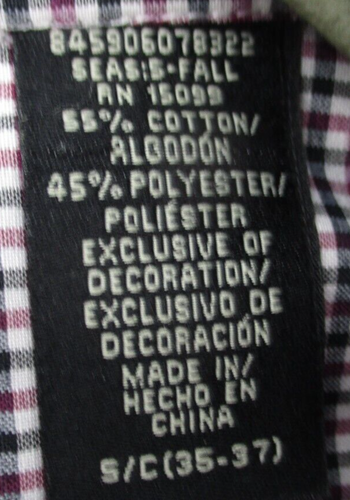 845906078322
SEAS:S-FALL
RN 15099
55% COTTON/
ALGODÓN
45% POLYESTER/
POLIÉSTER
EXCLUSIVE OF
DECORATION/
EXCLUSIVO DE
DECORACIÓN
MADE IN/
HECHO EN
CHINA
S/C(35-37)